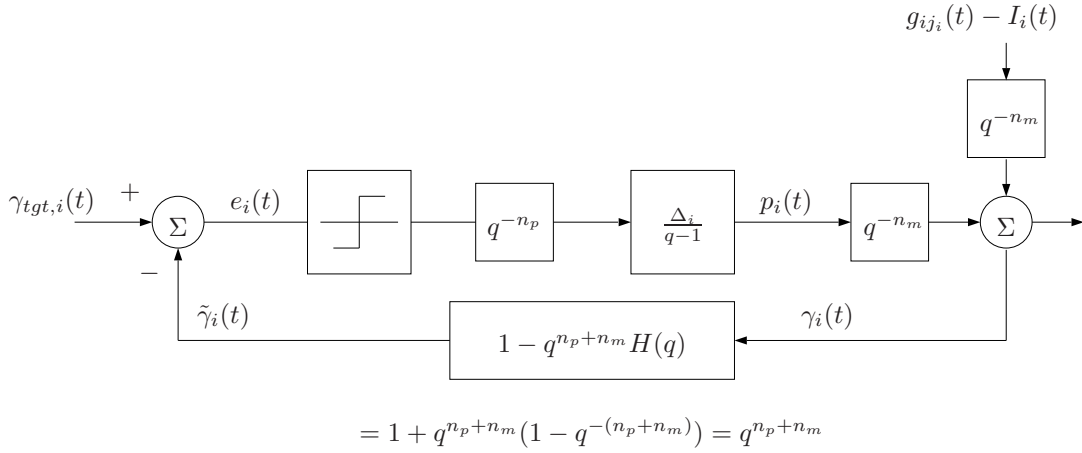 g_{ij_i}(t) − I_i(t)
q^{−n_m}
γ_{tgt,i}(t)
+
Σ
e_i(t)
q^{−n_p}
Δ_i / (q−1)
p_i(t)
q^{−n_m}
Σ
−
γ̃_i(t)
1 − q^{n_p+n_m}H(q)
γ_i(t)
= 1 + q^{n_p+n_m}(1 − q^{−(n_p+n_m)}) = q^{n_p+n_m}